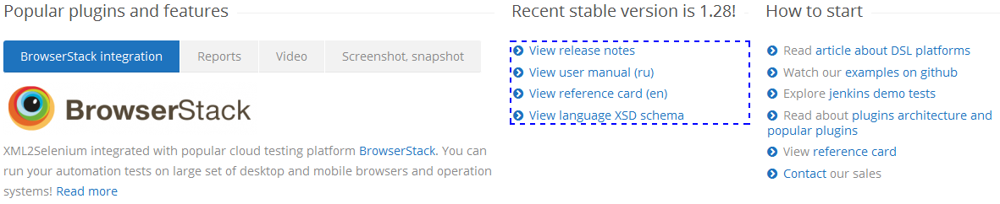 Popular plugins and features
BrowserStack integration
Reports
Video
Screenshot, snapshot
BrowserStack
XML2Selenium integrated with popular cloud testing platform BrowserStack. You can
run your automation tests on large set of desktop and mobile browsers and operation
systems! Read more
Recent stable version is 1.28!
View release notes
View user manual (ru)
View reference card (en)
View language XSD schema
How to start
Read article about DSL platforms
Watch our examples on github
Explore jenkins demo tests
Read about plugins architecture and
popular plugins
View reference card
Contact our sales